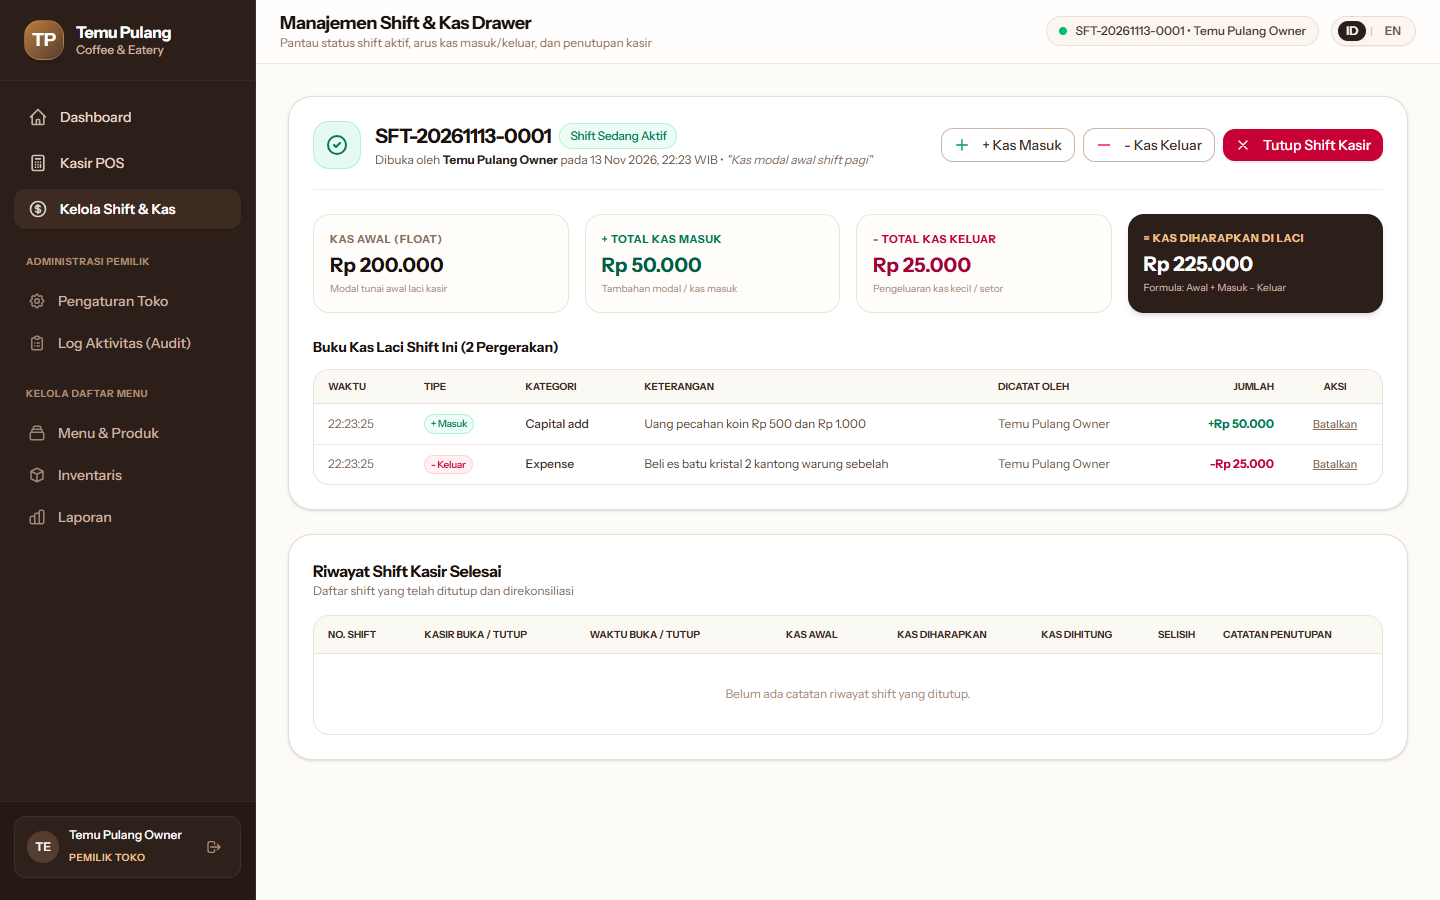 TP
Temu Pulang
Coffee & Eatery
Dashboard
Kasir POS
Kelola Shift & Kas
ADMINISTRASI PEMILIK
Pengaturan Toko
Log Aktivitas (Audit)
KELOLA DAFTAR MENU
Menu & Produk
Inventaris
Laporan
TE
Temu Pulang Owner
PEMILIK TOKO
Manajemen Shift & Kas Drawer
Pantau status shift aktif, arus kas masuk/keluar, dan penutupan kasir
SFT-20261113-0001 • Temu Pulang Owner
ID | EN
SFT-20261113-0001 Shift Sedang Aktif
Dibuka oleh Temu Pulang Owner pada 13 Nov 2026, 22:23 WIB • "Kas modal awal shift pagi"
+ Kas Masuk
- Kas Keluar
Tutup Shift Kasir
KAS AWAL (FLOAT)
Rp 200.000
Modal tunai awal laci kasir
+ TOTAL KAS MASUK
Rp 50.000
Tambahan modal / kas masuk
- TOTAL KAS KELUAR
Rp 25.000
Pengeluaran kas kecil / setor
= KAS DIHARAPKAN DI LACI
Rp 225.000
Formula: Awal + Masuk - Keluar
Buku Kas Laci Shift Ini (2 Pergerakan)
WAKTU TIPE KATEGORI KETERANGAN DICATAT OLEH JUMLAH AKSI
22:23:25 + Masuk Capital add Uang pecahan koin Rp 500 dan Rp 1.000 Temu Pulang Owner +Rp 50.000 Batalkan
22:23:25 - Keluar Expense Beli es batu kristal 2 kantong warung sebelah Temu Pulang Owner -Rp 25.000 Batalkan
Riwayat Shift Kasir Selesai
Daftar shift yang telah ditutup dan direkonsiliasi
NO. SHIFT KASIR BUKA / TUTUP WAKTU BUKA / TUTUP KAS AWAL KAS DIHARAPKAN KAS DIHITUNG SELISIH CATATAN PENUTUPAN
Belum ada catatan riwayat shift yang ditutup.